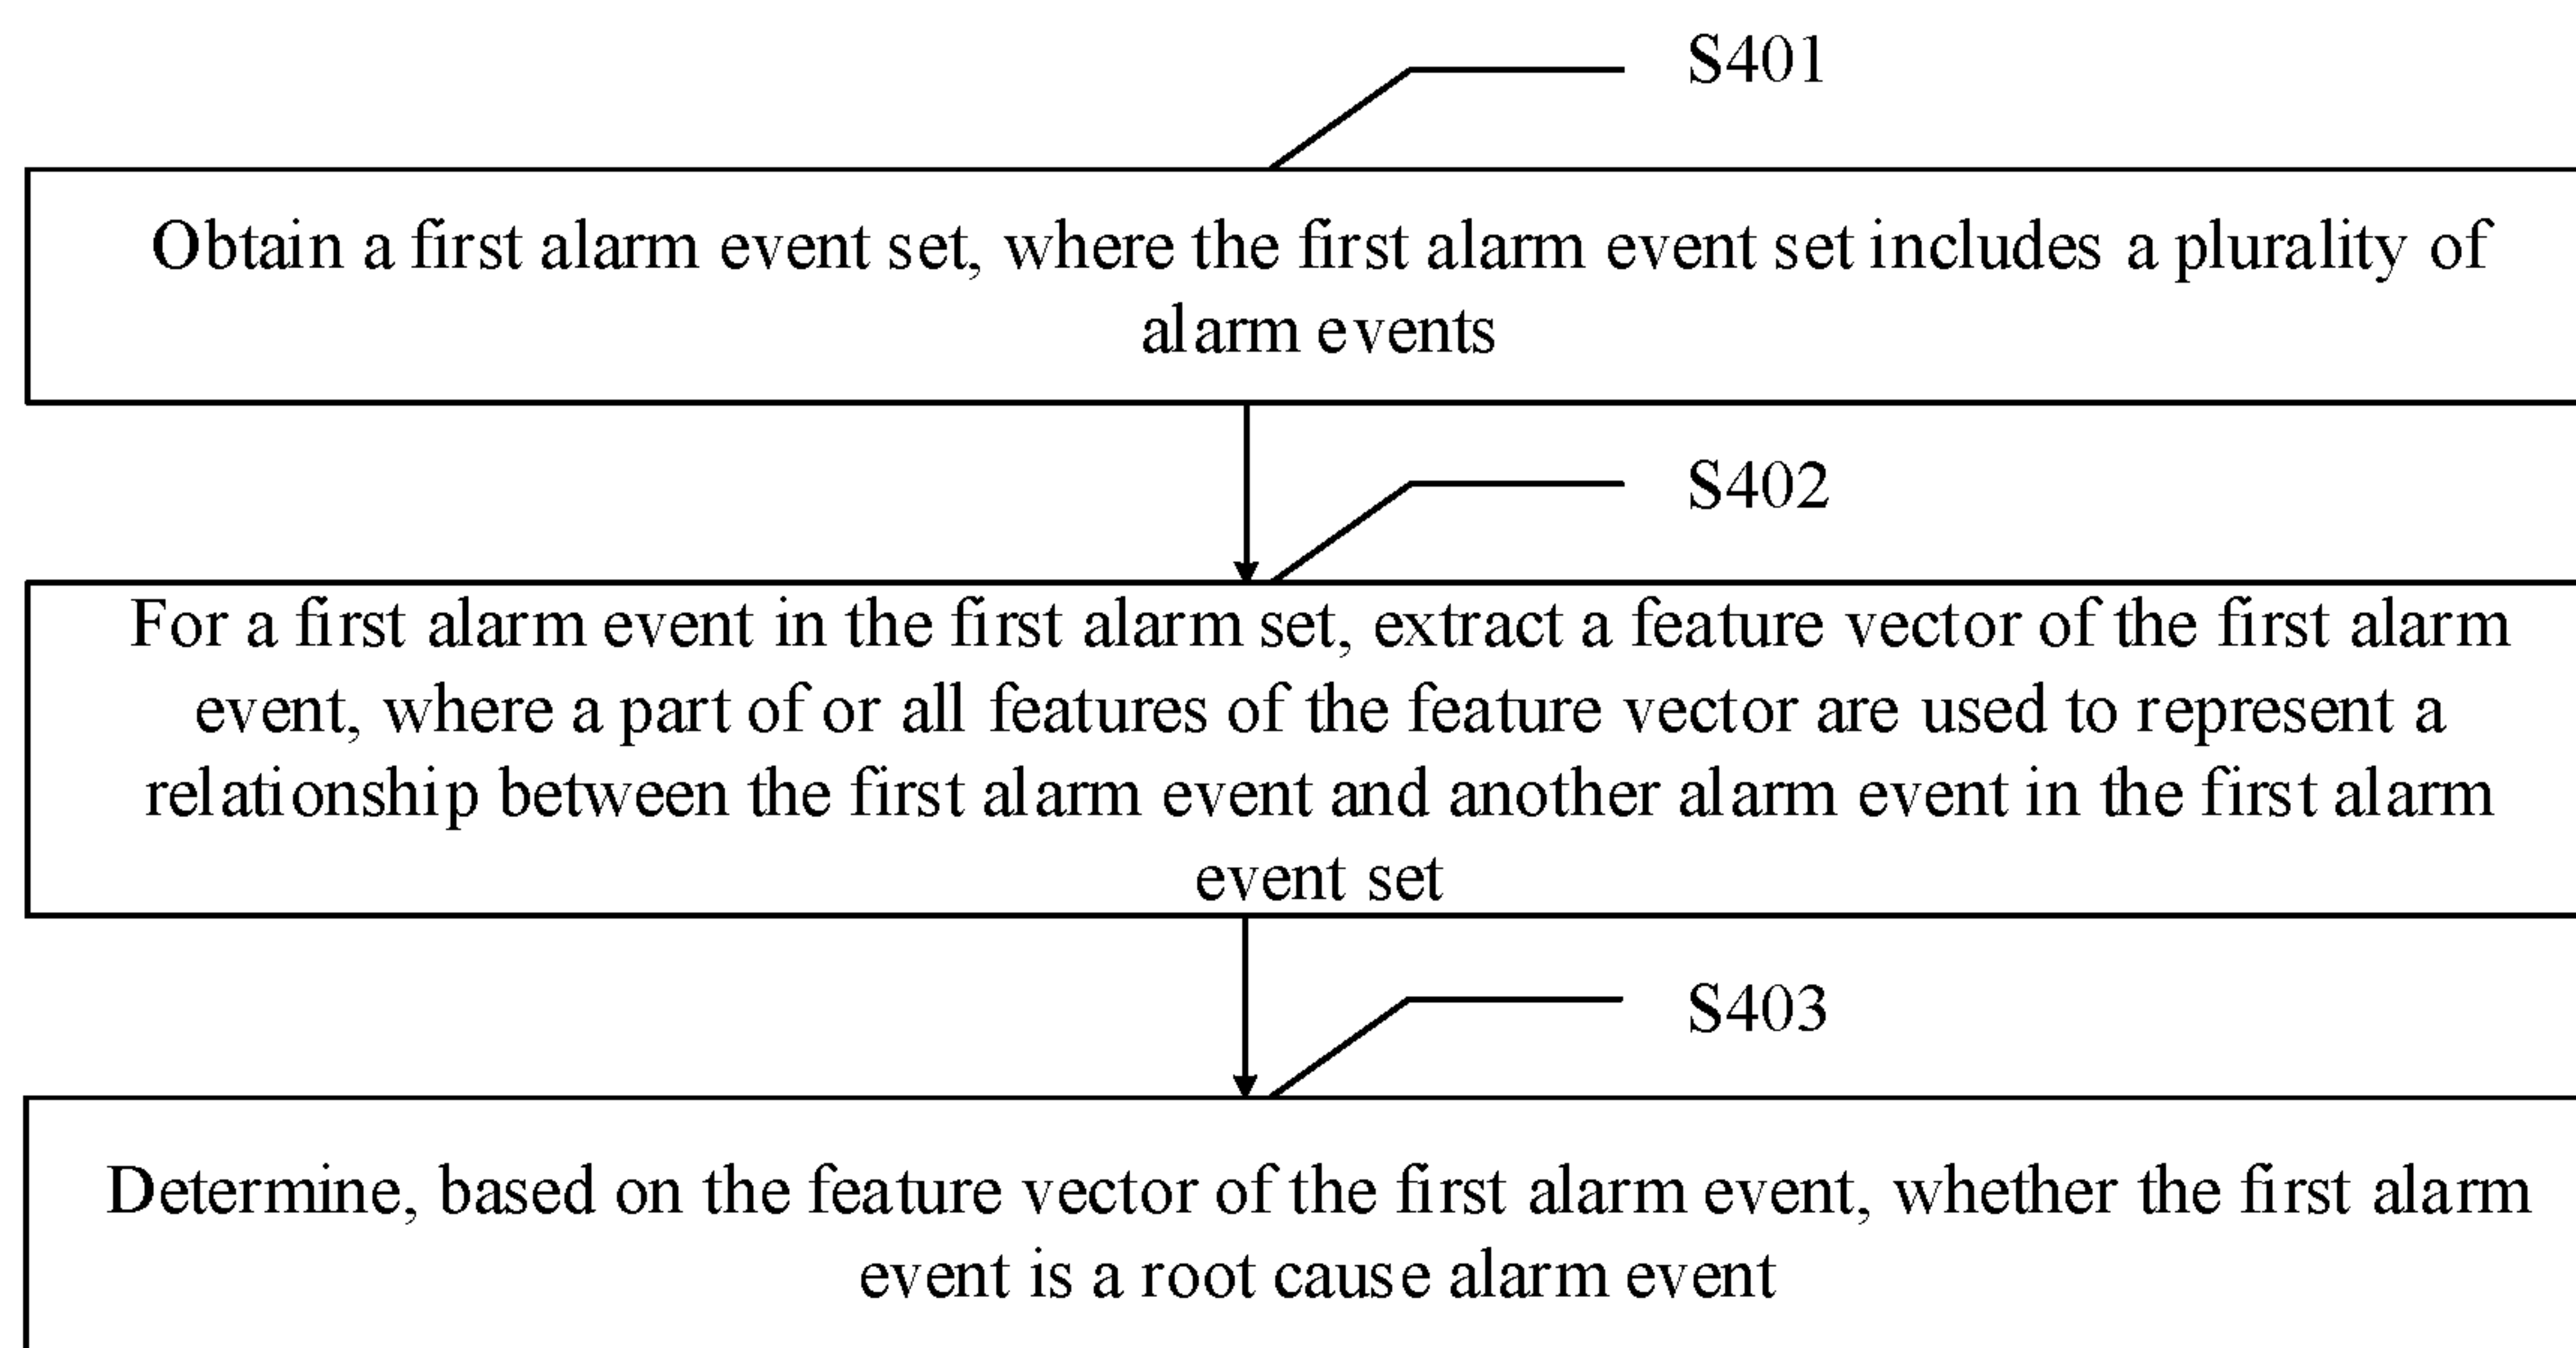 S401
Obtain a first alarm event set, where the first alarm event set includes a plurality of
alarm events
S402
For a first alarm event in the first alarm set, extract a feature vector of the first alarm
event, where a part of or all features of the feature vector are used to represent a
relationship between the first alarm event and another alarm event in the first alarm
event set
S403
Determine, based on the feature vector of the first alarm event, whether the first alarm
event is a root cause alarm event